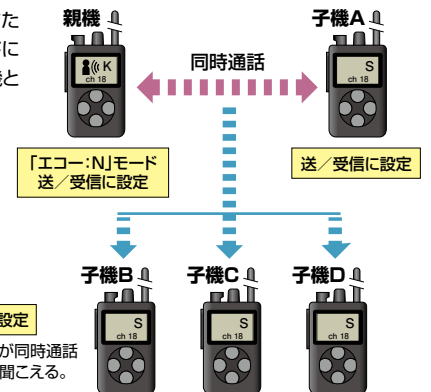 た
に
機と
親機
K
ch 18
子機A
S
ch 18
同時通話
「エコー：N」モード
送／受信に設定
送／受信に設定
子機B
子機C
子機D
S
ch 18
S
ch 18
S
ch 18
設定
が同時通話
聞こえる。